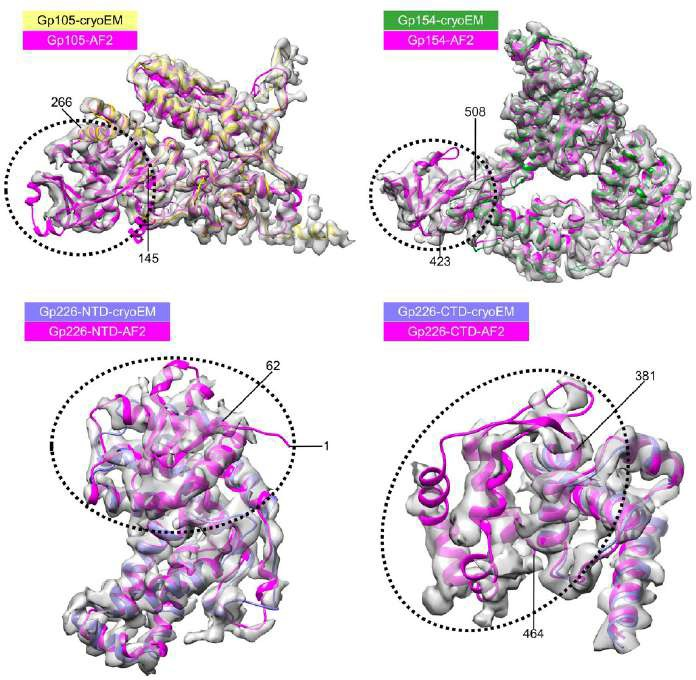 Gp105-cryoEM
Gp105-AF2
266
145
Gp154-cryoEM
Gp154-AF2
508
423
Gp226-NTD-cryoEM
Gp226-NTD-AF2
62
1
Gp226-CTD-cryoEM
Gp226-CTD-AF2
381
464